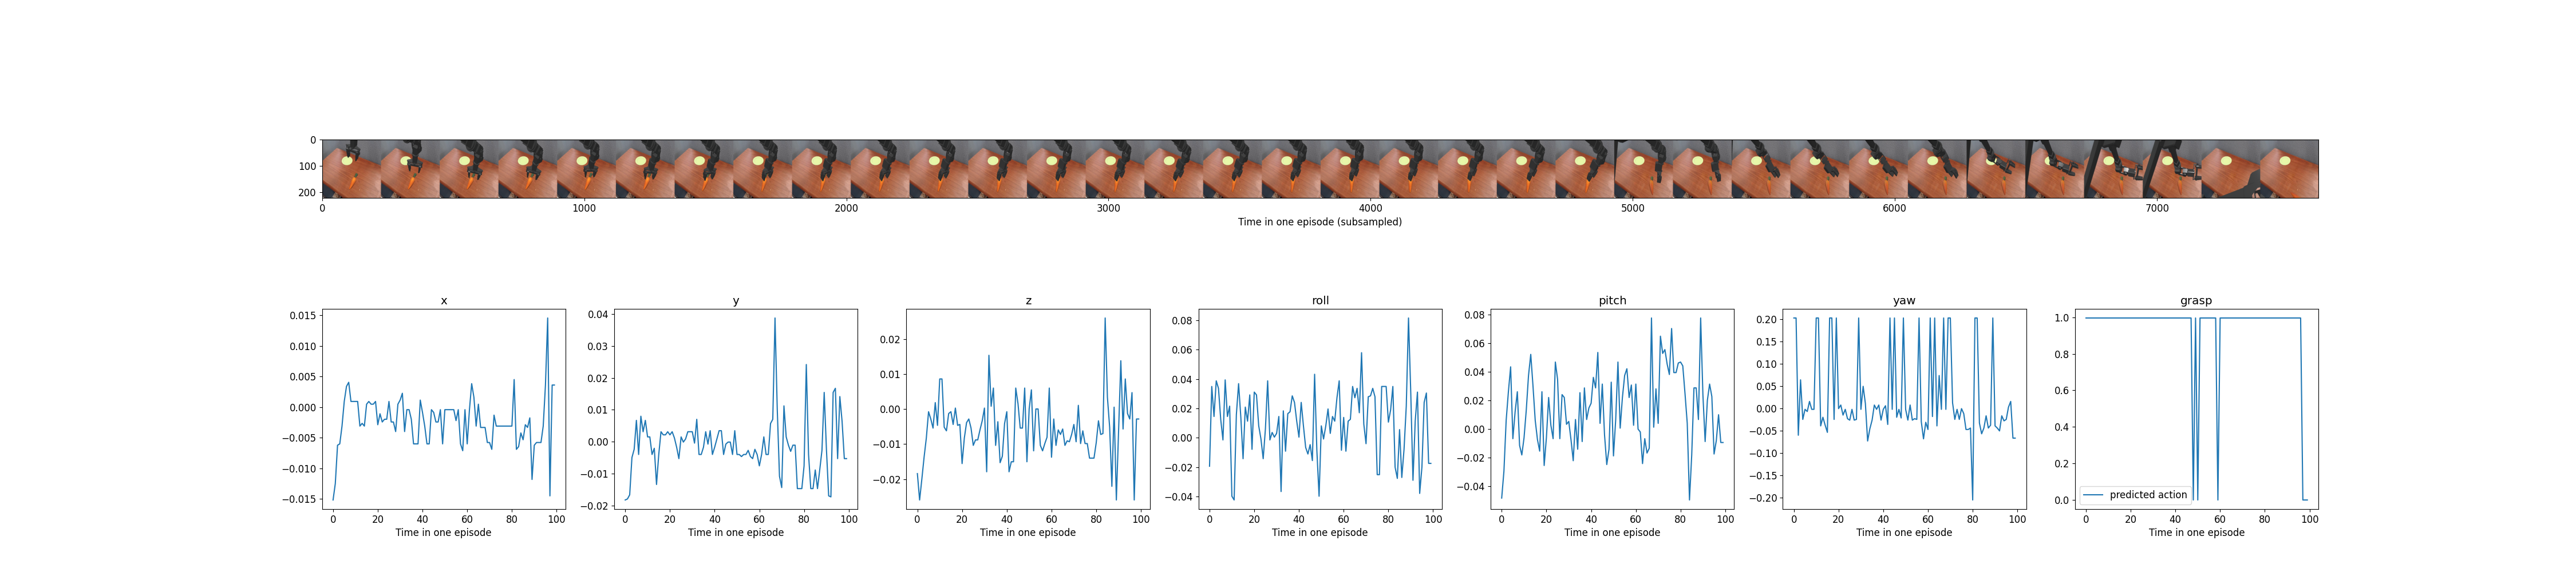 0
100
200
0 1000 2000 3000 4000 5000 6000 7000
Time in one episode (subsampled)
x y z roll pitch yaw grasp
0.015
0.010
0.005
0.000
−0.005
−0.010
−0.015
0 20 40 60 80 100
Time in one episode
0.04
0.03
0.02
0.01
0.00
−0.01
−0.02
0 20 40 60 80 100
Time in one episode
0.02
0.01
0.00
−0.01
−0.02
0 20 40 60 80 100
Time in one episode
0.08
0.06
0.04
0.02
0.00
−0.02
−0.04
0 20 40 60 80 100
Time in one episode
0.08
0.06
0.04
0.02
0.00
−0.02
−0.04
0 20 40 60 80 100
Time in one episode
0.20
0.15
0.10
0.05
0.00
−0.05
−0.10
−0.15
−0.20
0 20 40 60 80 100
Time in one episode
1.0
0.8
0.6
0.4
0.2
0.0
predicted action
0 20 40 60 80 100
Time in one episode